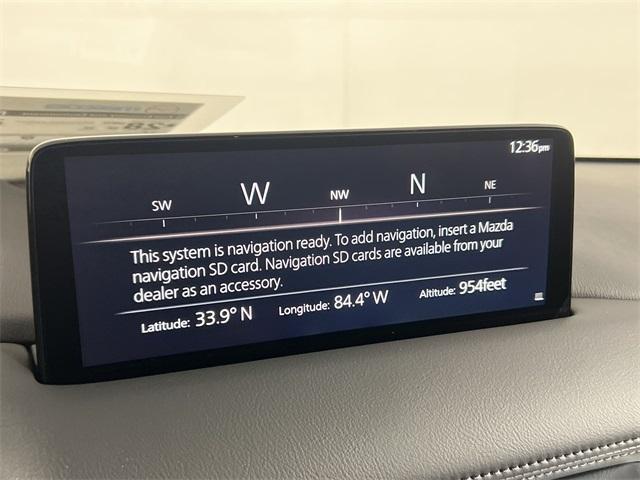 12:36pm
SW W NW N NE
This system is navigation ready. To add navigation, insert a Mazda
navigation SD card. Navigation SD cards are available from your
dealer as an accessory.
Latitude: 33.9° N Longitude: 84.4° W Altitude: 954feet